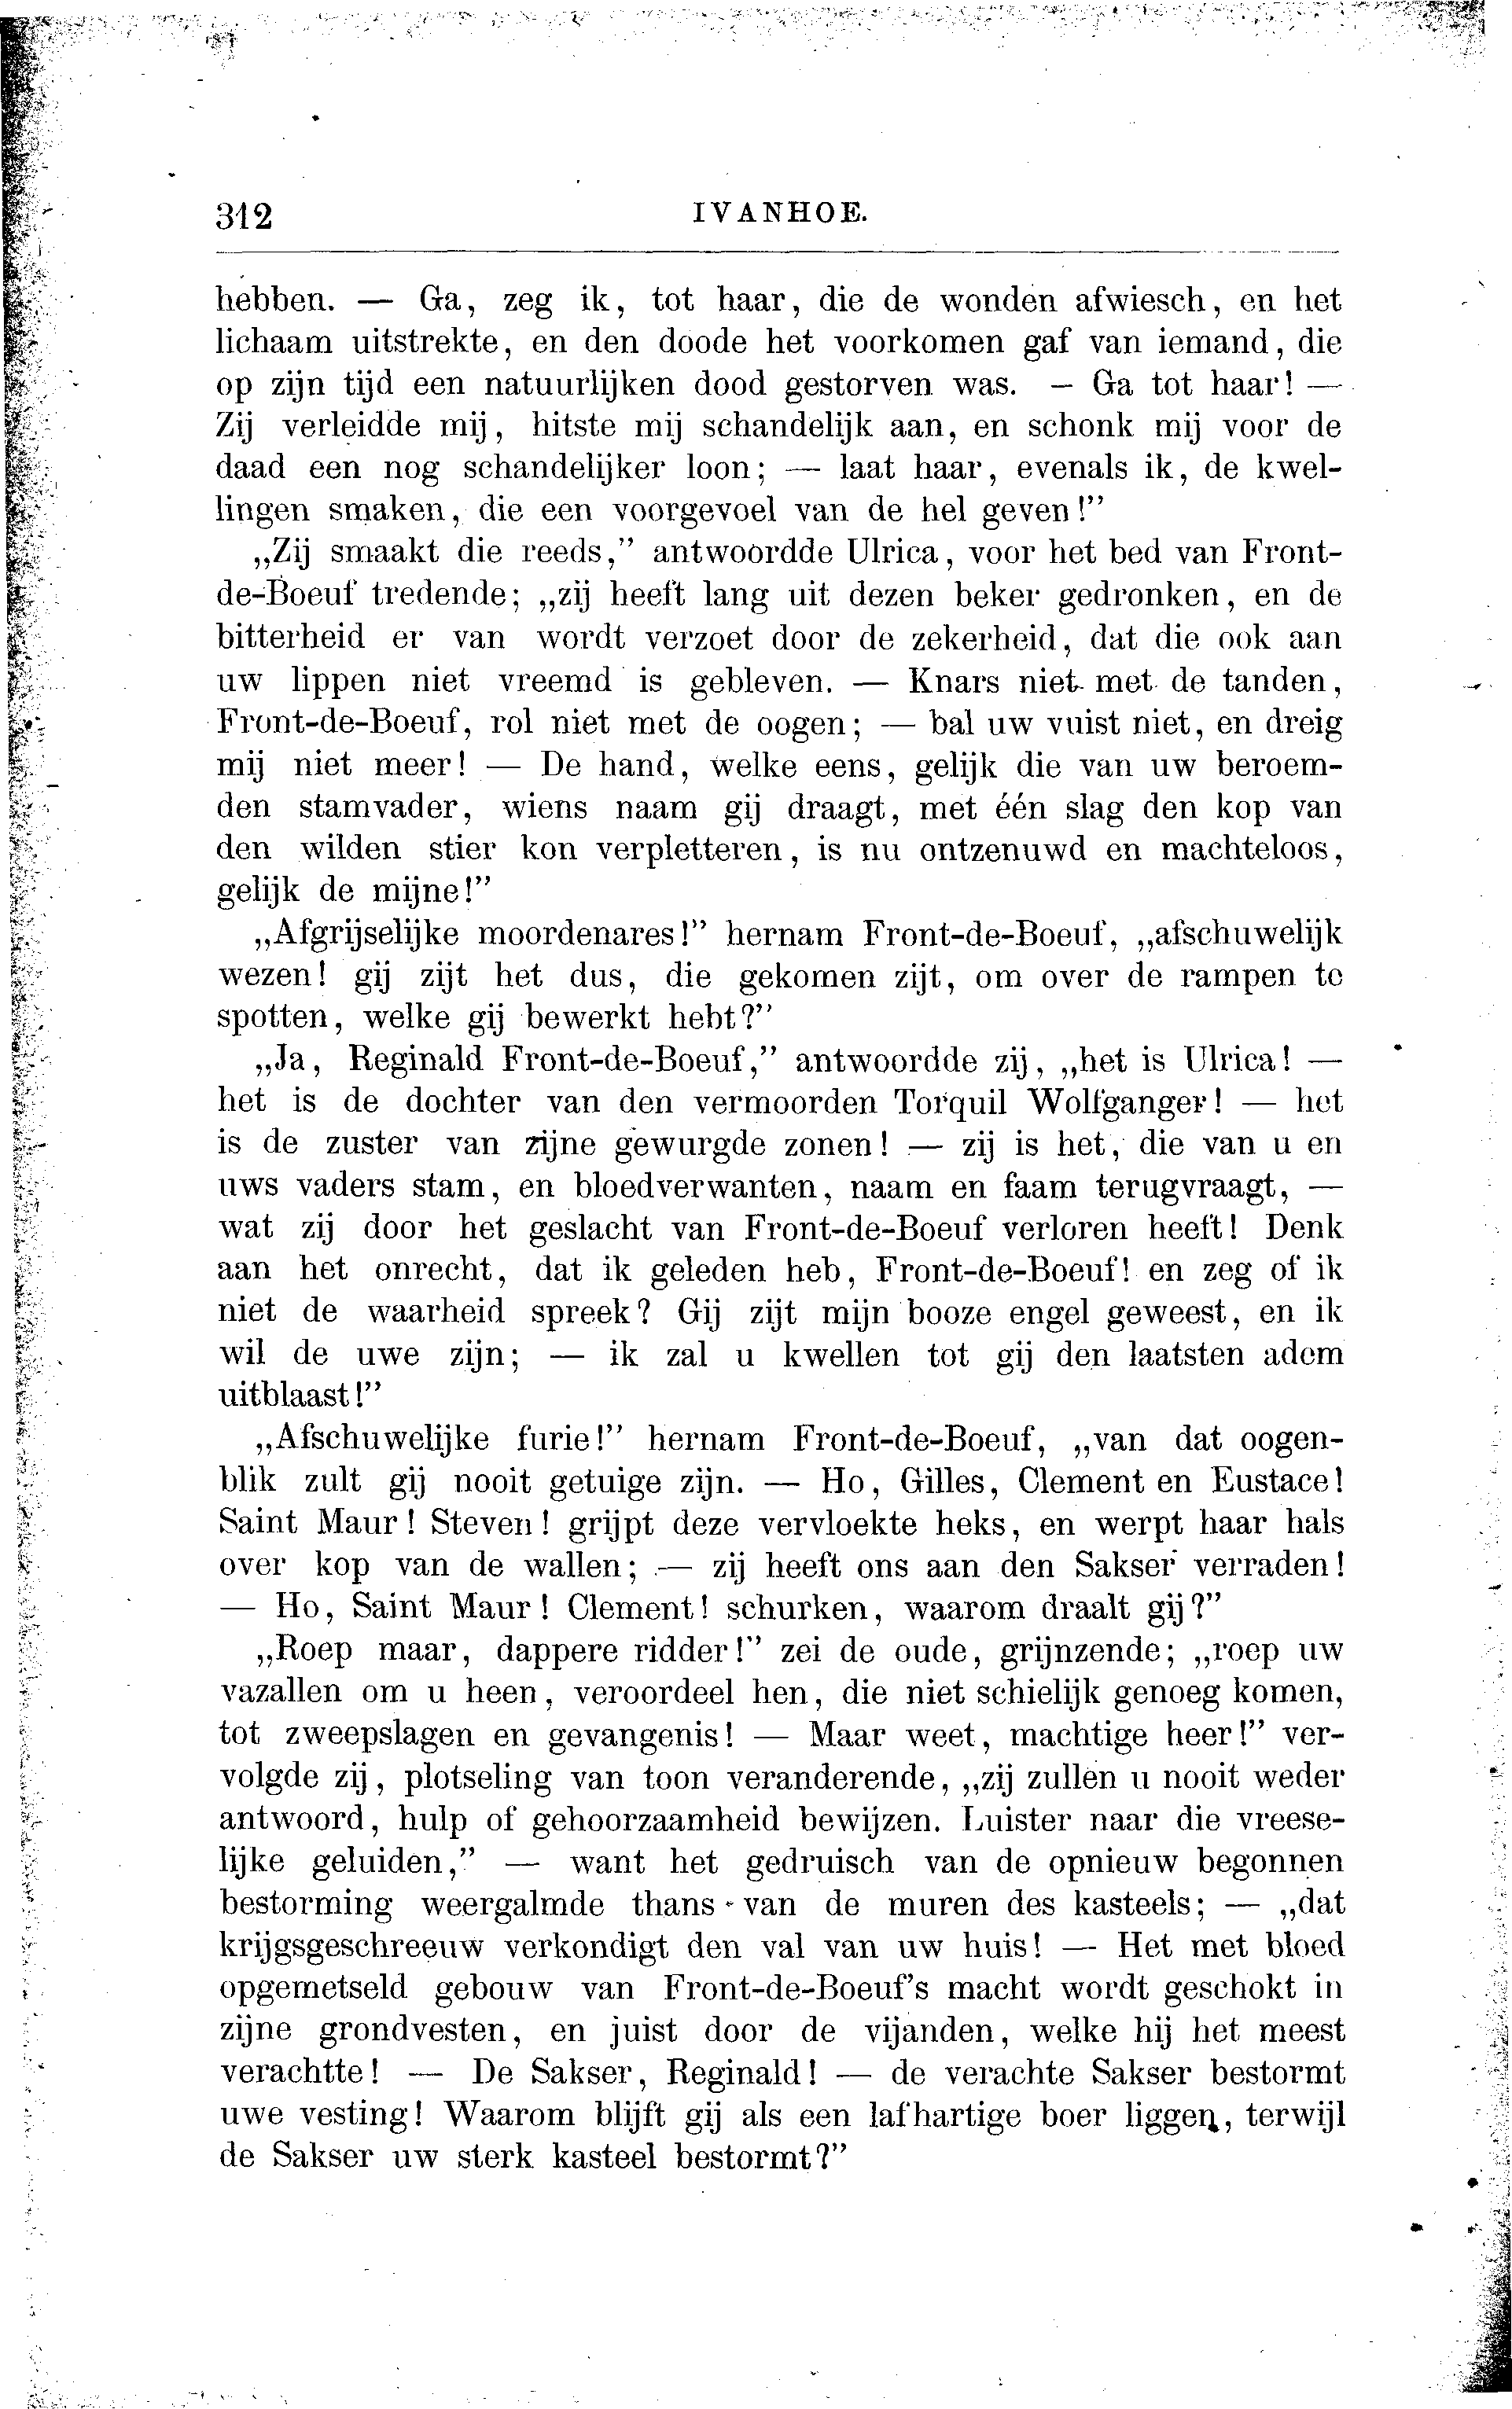 312 IVANHOE.
hebben. — Ga, zeg ik, tot haar, die de wonden afwiesch, en het
lichaam uitstrekte, en den doode het voorkomen gaf van iemand, die
op zijn tijd een natuurlijken dood gestorven was. — Ga tot haar! —
Zij verleidde mij, hitste mij schandelijk aan, en schonk mij voor de
daad een nog schandelijker loon; — laat haar, evenals ik, de kwel-
lingen smaken, die een voorgevoel van de hel geven!”
„Zij smaakt die reeds,” antwoordde Ulrica, voor het bed van Front-
de-Boeuf tredende; „zij heeft lang uit dezen beker gedronken, en de
bitterheid er van wordt verzoet door de zekerheid, dat die ook aan
uw lippen niet vreemd is gebleven. — Knars niet met de tanden,
Front-de-Boeuf, rol niet met de oogen; — bal uw vuist niet, en dreig
mij niet meer! — De hand, welke eens, gelijk die van uw beroem-
den stamvader, wiens naam gij draagt, met één slag den kop van
den wilden stier kon verpletteren, is nu ontzenuwd en machteloos,
gelijk de mijne!”
„Afgrijselijke moordenares!” hernam Front-de-Boeuf, „afschuwelijk
wezen! gij zijt het dus, die gekomen zijt, om over de rampen te
spotten, welke gij bewerkt hebt?”
„Ja, Reginald Front-de-Boeuf,” antwoordde zij, „het is Ulrica! —
het is de dochter van den vermoorden Torquil Wolfganger! — het
is de zuster van zijne gewurgde zonen! — zij is het, die van u en
uws vaders stam, en bloedverwanten, naam en faam terugvraagt, —
wat zij door het geslacht van Front-de-Boeuf verloren heeft! Denk
aan het onrecht, dat ik geleden heb, Front-de-Boeuf! en zeg of ik
niet de waarheid spreek? Gij zijt mijn booze engel geweest, en ik
wil de uwe zijn; — ik zal u kwellen tot gij den laatsten adem
uitblaast!”
„Afschuwelijke furie!” hernam Front-de-Boeuf, „van dat oogen-
blik zult gij nooit getuige zijn. — Ho, Gilles, Clement en Eustace!
Saint Maur! Steven! grijpt deze vervloekte heks, en werpt haar hals
over kop van de wallen; — zij heeft ons aan den Sakser verraden!
— Ho, Saint Maur! Clement! schurken, waarom draalt gij?”
„Roep maar, dappere ridder!” zei de oude, grijnzende; „roep uw
vazallen om u heen, veroordeel hen, die niet schielijk genoeg komen,
tot zweepslagen en gevangenis! — Maar weet, machtige heer!” ver-
volgde zij, plotseling van toon veranderende, „zij zullen u nooit weder
antwoord, hulp of gehoorzaamheid bewijzen. Luister naar die vreese-
lijke geluiden,” — want het gedruisch van de opnieuw begonnen
bestorming weergalmde thans van de muren des kasteels; — „dat
krijgsgeschreeuw verkondigt den val van uw huis! — Het met bloed
opgemetseld gebouw van Front-de-Boeuf's macht wordt geschokt in
zijne grondvesten, en juist door de vijanden, welke hij het meest
verachtte! — De Sakser, Reginald! — de verachte Sakser bestormt
uwe vesting! Waarom blijft gij als een lafhartige boer liggen, terwijl
de Sakser uw sterk kasteel bestormt?”